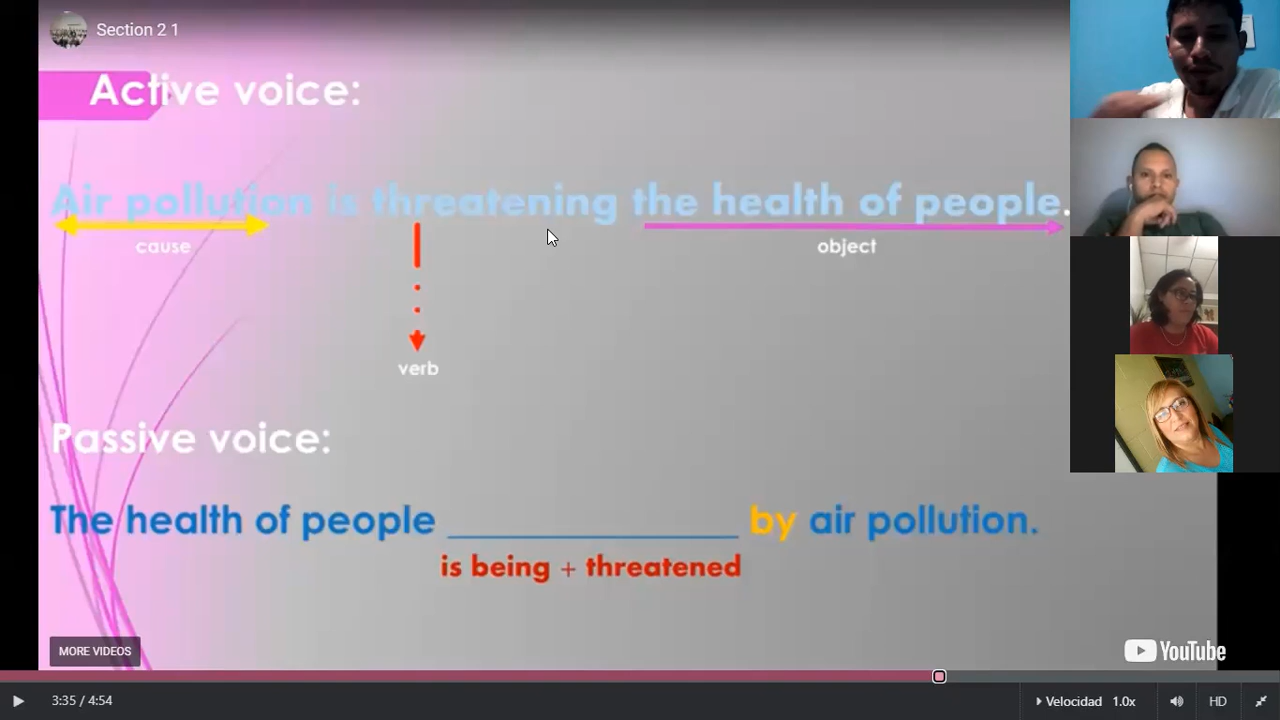 Section 2 1
Active voice:
Air pollution is threatening the health of people.
cause
object
verb
Passive voice:
The health of people ____________ by air pollution.
is being + threatened
MORE VIDEOS
YouTube
3:35 / 4:54
Velocidad 1.0x
HD